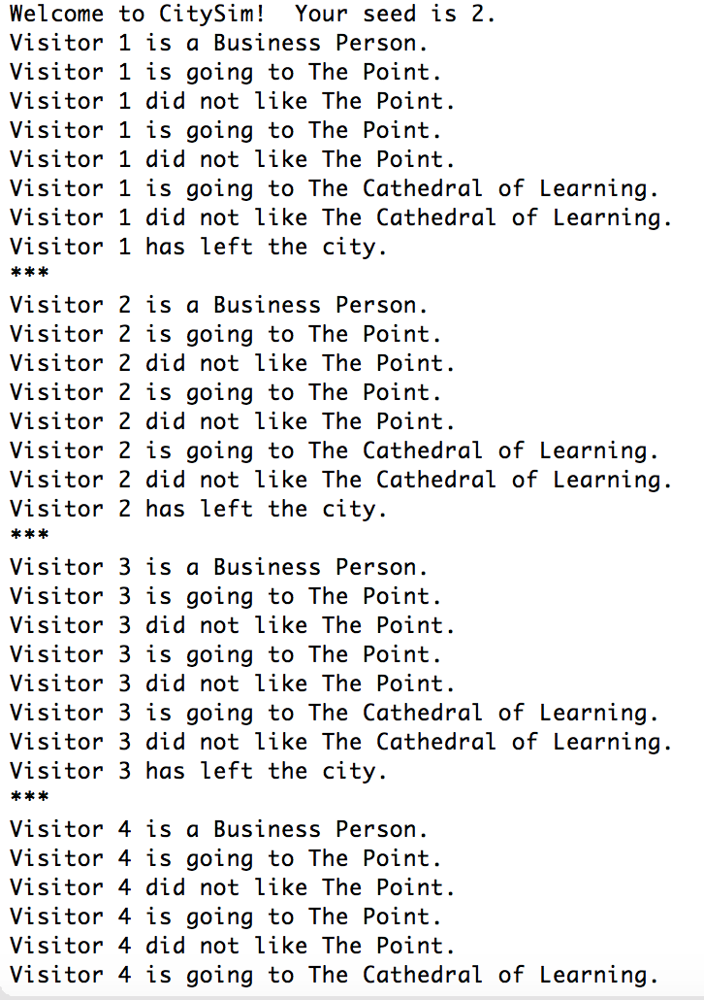 Welcome to CitySim!  Your seed is 2.
Visitor 1 is a Business Person.
Visitor 1 is going to The Point.
Visitor 1 did not like The Point.
Visitor 1 is going to The Point.
Visitor 1 did not like The Point.
Visitor 1 is going to The Cathedral of Learning.
Visitor 1 did not like The Cathedral of Learning.
Visitor 1 has left the city.
***
Visitor 2 is a Business Person.
Visitor 2 is going to The Point.
Visitor 2 did not like The Point.
Visitor 2 is going to The Point.
Visitor 2 did not like The Point.
Visitor 2 is going to The Cathedral of Learning.
Visitor 2 did not like The Cathedral of Learning.
Visitor 2 has left the city.
***
Visitor 3 is a Business Person.
Visitor 3 is going to The Point.
Visitor 3 did not like The Point.
Visitor 3 is going to The Point.
Visitor 3 did not like The Point.
Visitor 3 is going to The Cathedral of Learning.
Visitor 3 did not like The Cathedral of Learning.
Visitor 3 has left the city.
***
Visitor 4 is a Business Person.
Visitor 4 is going to The Point.
Visitor 4 did not like The Point.
Visitor 4 is going to The Point.
Visitor 4 did not like The Point.
Visitor 4 is going to The Cathedral of Learning.